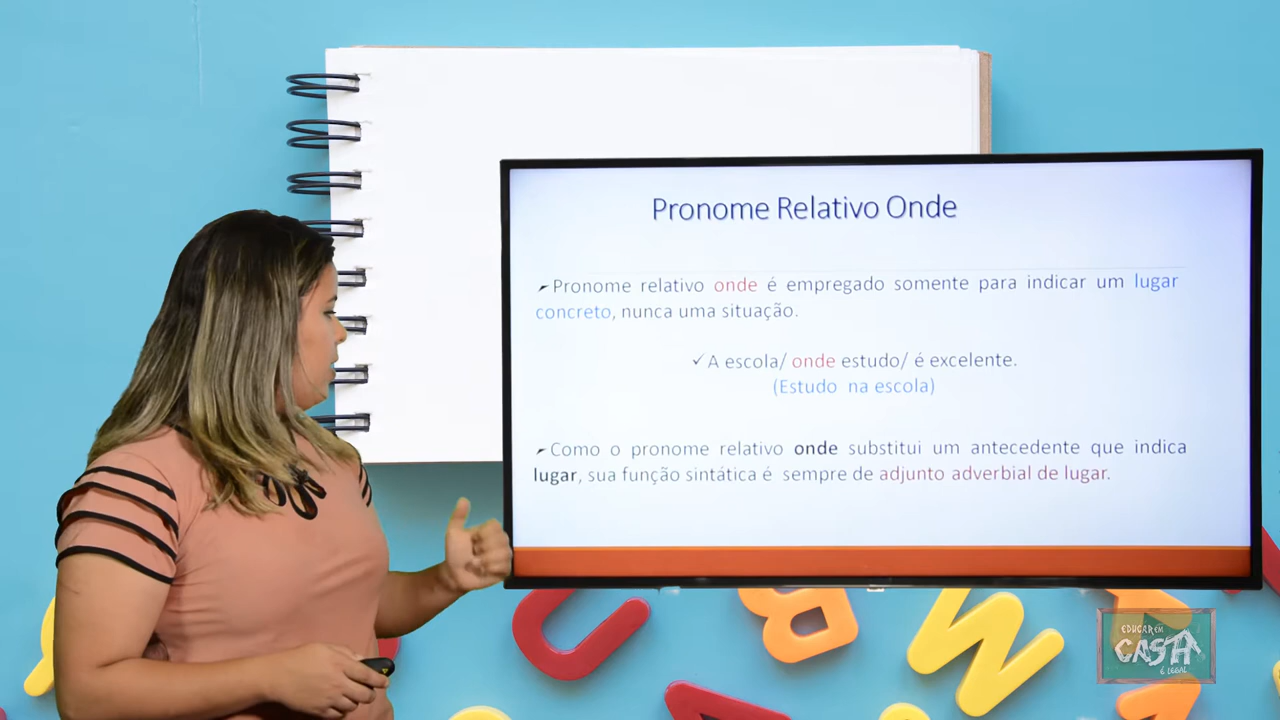 Pronome Relativo Onde
Pronome relativo onde é empregado somente para indicar um lugar
concreto, nunca uma situação.
✓A escola/ onde estudo/ é excelente.
(Estudo na escola)
Como o pronome relativo onde substitui um antecedente que indica
lugar, sua função sintática é sempre de adjunto adverbial de lugar.
EDUCAR EM
CASA
É LEGAL